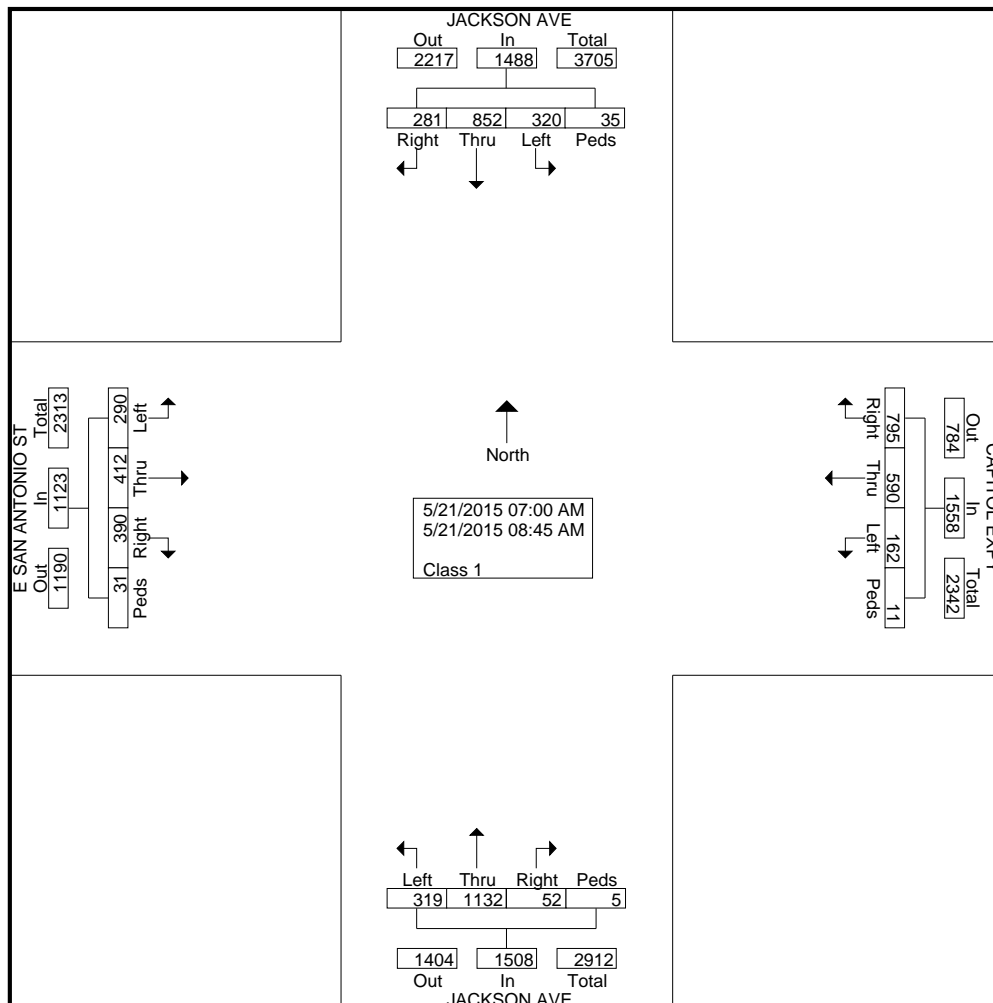 JACKSON AVE
Out In Total
2217 1488 3705
281 852 320 35
Right Thru Left Peds
E SAN ANTONIO ST
Total In Out
2313 1123 1190
290 412 390 31
Left Thru Right Peds
North
5/21/2015 07:00 AM
5/21/2015 08:45 AM
Class 1
Right Thru Left Peds
795 590 162 11
Out In Total
784 1558 2342
Left Thru Right Peds
319 1132 52 5
1404 1508 2912
Out In Total
JACKSON AVE